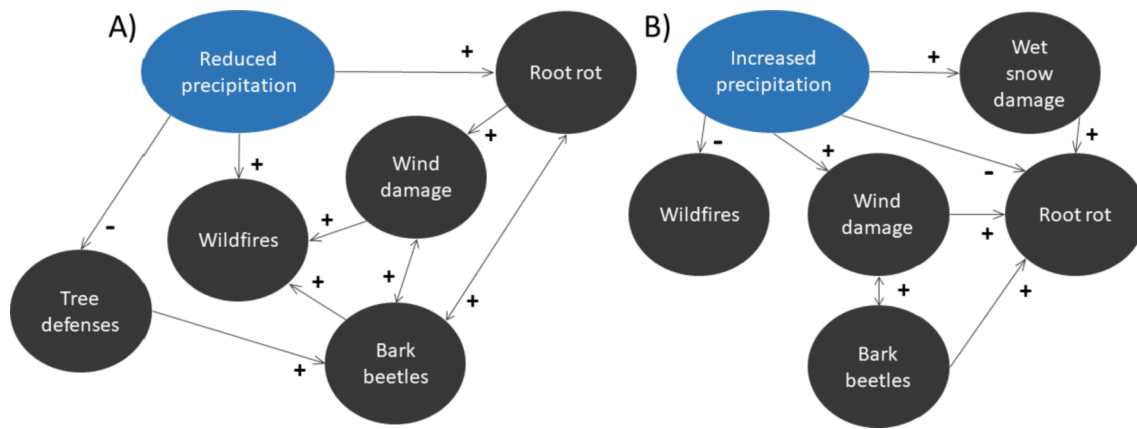 A)
Reduced
precipitation
+
Root rot
+
+
Wind
damage
-
Wildfires
+
+
+
+
Tree
defenses
+
Bark
beetles
B)
Increased
precipitation
+
Wet
snow
damage
-
+
-
+
Wildfires
Wind
damage
+
Root rot
+
+
Bark
beetles